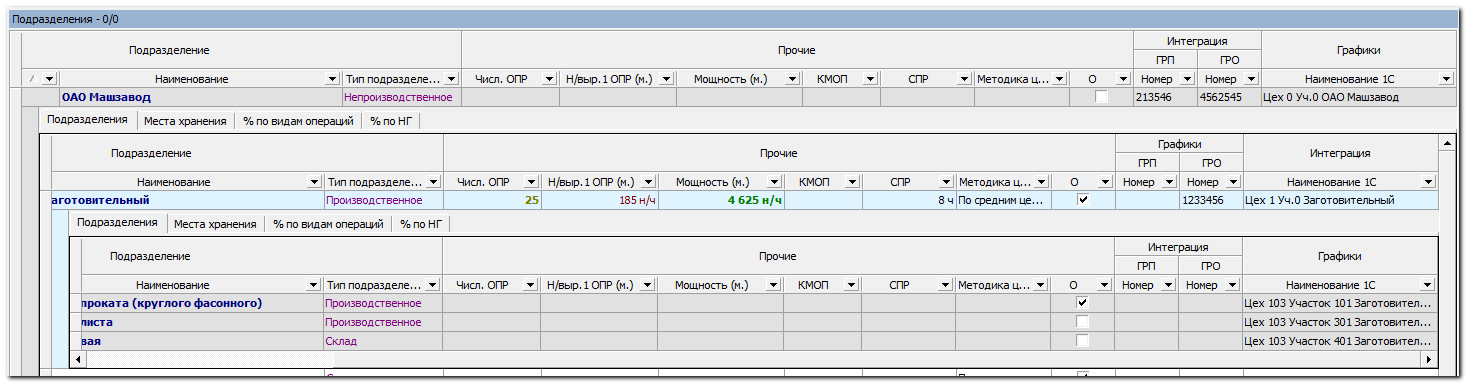 Подразделения - 0/0
Подразделение Прочие Интеграция Графики
ГРП ГРО
Наименование Тип подразделе... Числ. ОПР Н/выр.1 ОПР (м.) Мощность (м.) КМОП СПР Методика ц... О Номер Номер Наименование 1С
ОАО Машзавод Непроизводственное 213546 4562545 Цех 0 Уч.0 ОАО Машзавод
Подразделения Места хранения % по видам операций % по НГ
Подразделение Прочие Графики Интеграция
ГРП ГРО
Наименование Тип подразделе... Числ. ОПР Н/выр.1 ОПР (м.) Мощность (м.) КМОП СПР Методика ц... О Номер Номер Наименование 1С
аготовительный Производственное 25 185 н/ч 4 625 н/ч 8 ч По средним це... 1233456 Цех 1 Уч.0 Заготовительный
Подразделения Места хранения % по видам операций % по НГ
Подразделение Прочие Интеграция Графики
ГРП ГРО
Наименование Тип подразделе... Числ. ОПР Н/выр.1 ОПР (м.) Мощность (м.) КМОП СПР Методика ц... О Номер Номер Наименование 1С
проката (круглого фасонного) Производственное Цех 103 Участок 101 Заготовител...
листа Производственное Цех 103 Участок 301 Заготовител...
вая Склад Цех 103 Участок 401 Заготовител...